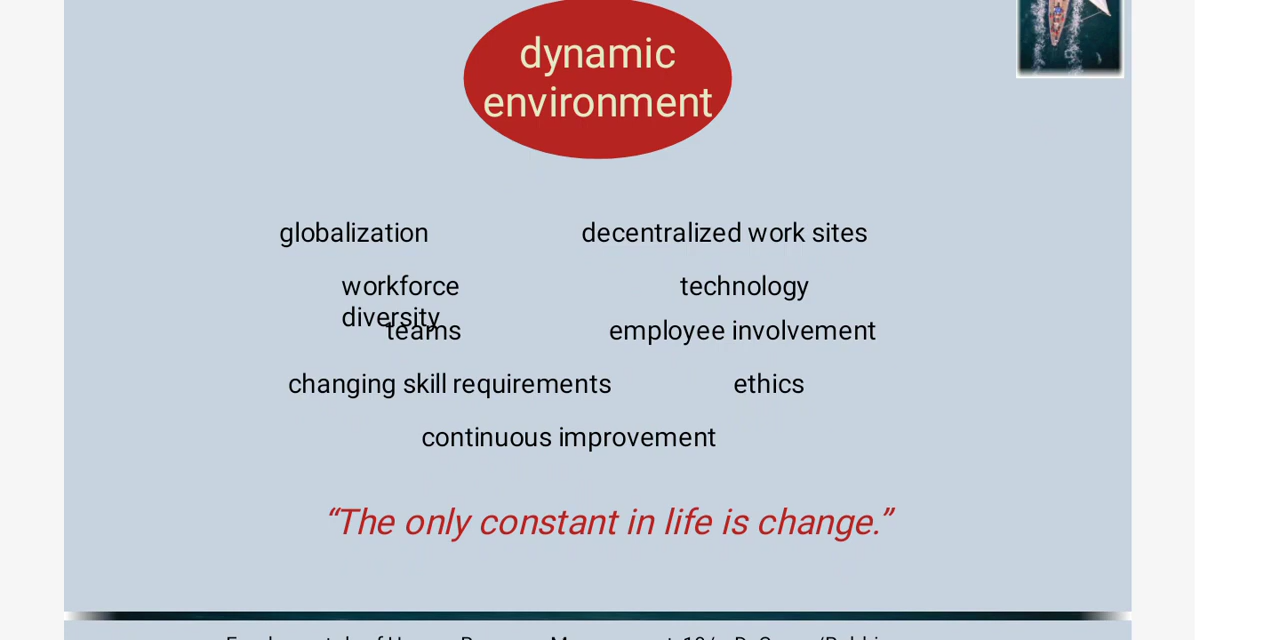 dynamic
environment
globalization
decentralized work sites
workforce
diversity
technology
teams
employee involvement
changing skill requirements
ethics
continuous improvement
“The only constant in life is change.”